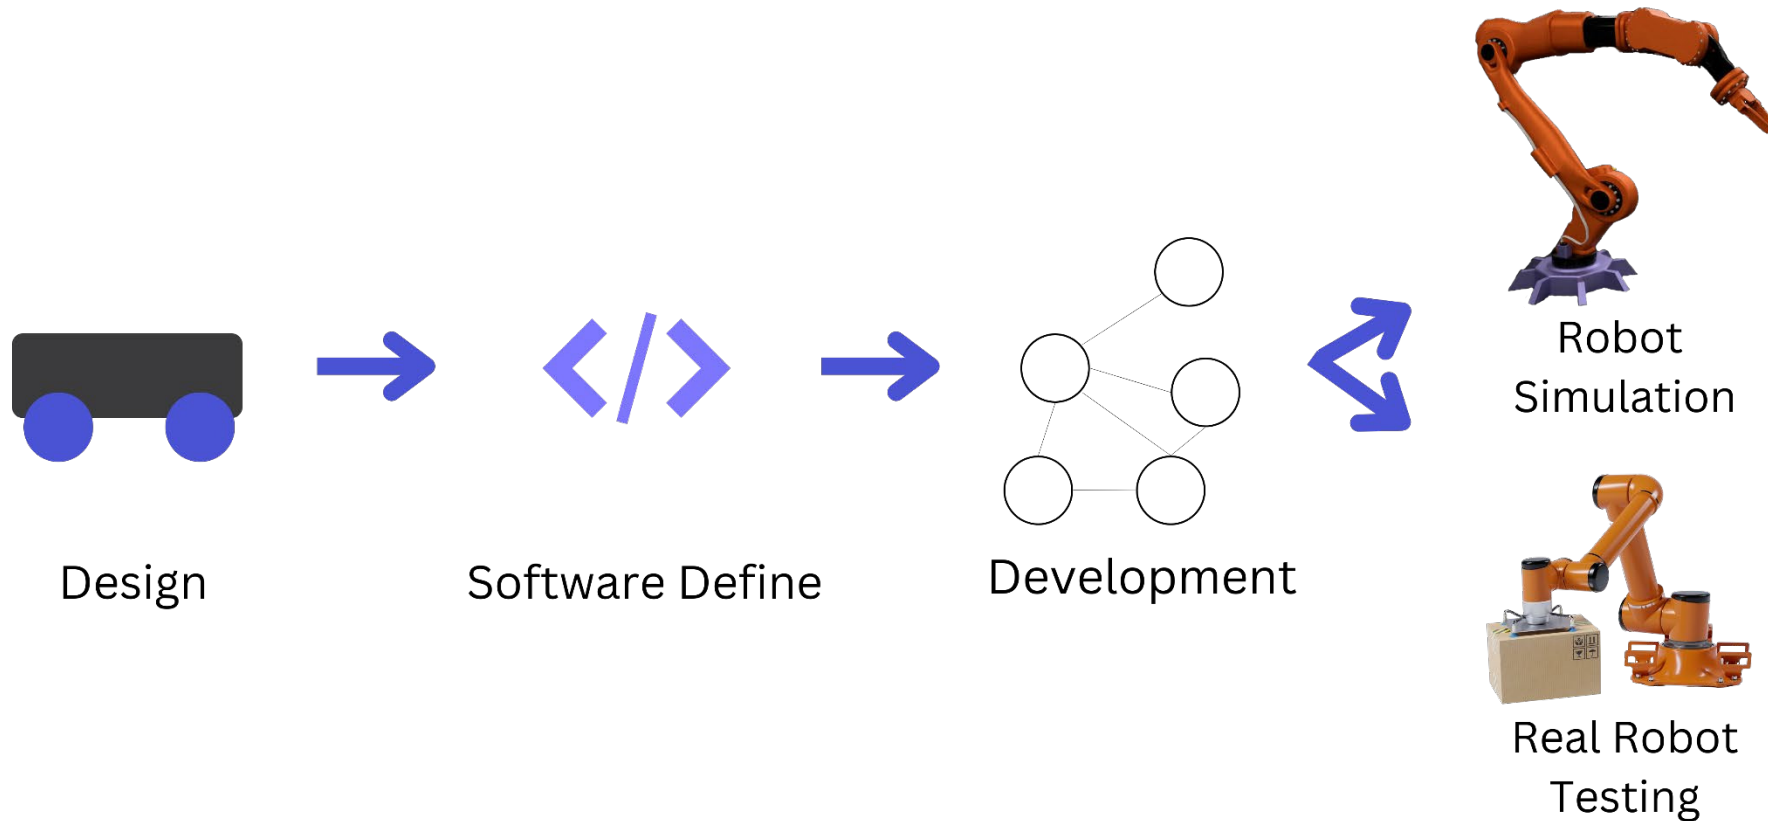 Design
Software Define
Development
Robot
Simulation
Real Robot
Testing